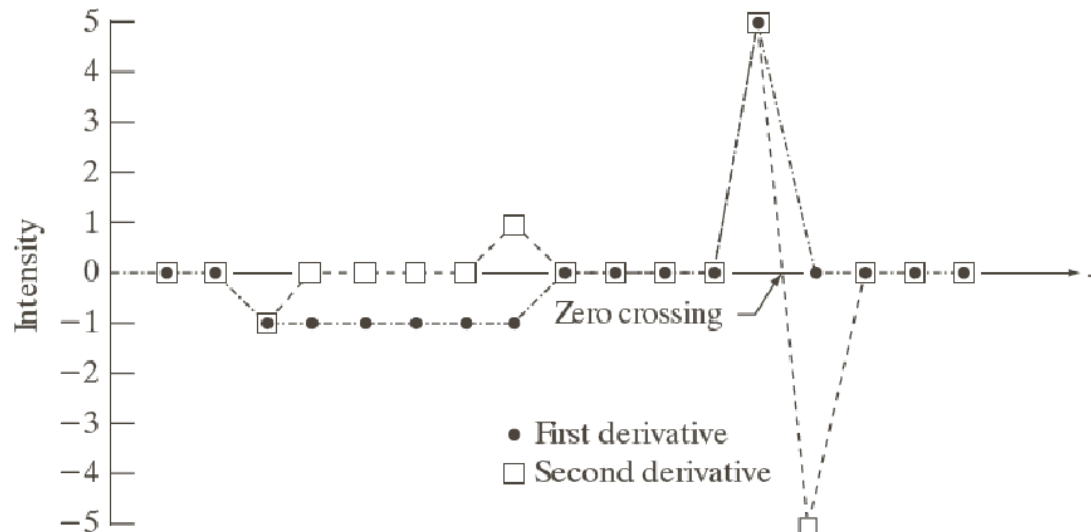 5
4
3
2
1
0
−1
−2
−3
−4
−5
Intensity
Zero crossing
First derivative
Second derivative